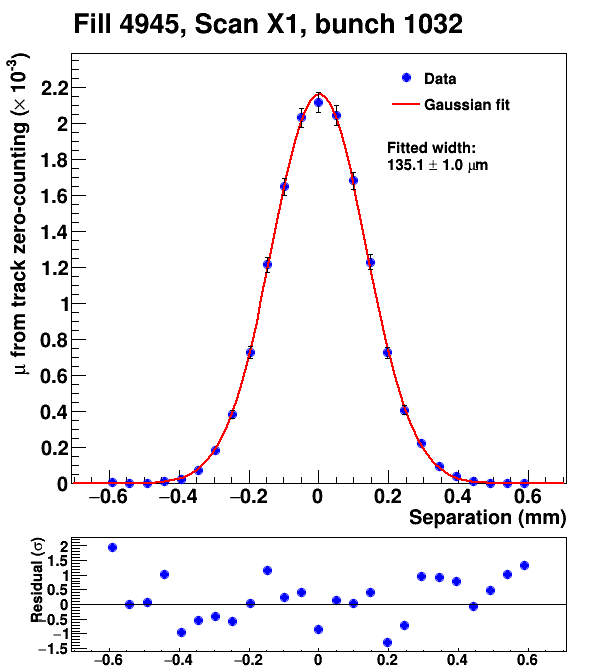 Fill 4945, Scan X1, bunch 1032
μ from track zero-counting (× 10⁻³)
2.2
2
1.8
1.6
1.4
1.2
1
0.8
0.6
0.4
0.2
0
Data
Gaussian fit
Fitted width:
135.1 ± 1.0 μm
−0.6 −0.4 −0.2 0 0.2 0.4 0.6
Separation (mm)
Residual (σ)
2
1.5
1
0.5
0
−0.5
−1
−1.5
−0.6 −0.4 −0.2 0 0.2 0.4 0.6